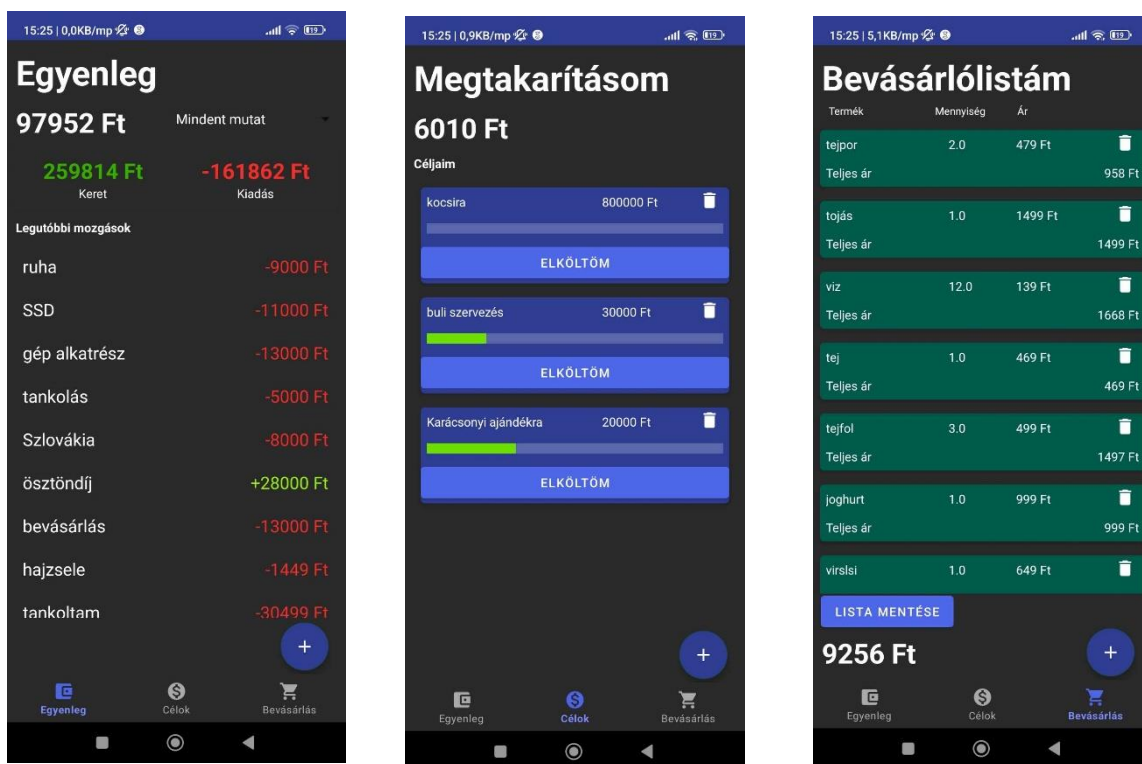 15:25 | 0,0KB/mp
19
Egyenleg
97952 Ft Mindent mutat
259814 Ft -161862 Ft
Keret Kiadás
Legutóbbi mozgások
ruha -9000 Ft
SSD -11000 Ft
gép alkatrész -13000 Ft
tankolás -5000 Ft
Szlovákia -8000 Ft
ösztöndíj +28000 Ft
bevásárlás -13000 Ft
hajzsele -1449 Ft
tankoltam -30499 Ft
+
Egyenleg Célok Bevásárlás
15:25 | 0,9KB/mp
19
Megtakarításom
6010 Ft
Céljaim
kocsira 800000 Ft
ELKÖLTÖM
buli szervezés 30000 Ft
ELKÖLTÖM
Karácsonyi ajándékra 20000 Ft
ELKÖLTÖM
+
Egyenleg Célok Bevásárlás
15:25 | 5,1KB/mp
19
Bevásárlólistám
Termék Mennyiség Ár
tejpor 2.0 479 Ft
Teljes ár 958 Ft
tojás 1.0 1499 Ft
Teljes ár 1499 Ft
viz 12.0 139 Ft
Teljes ár 1668 Ft
tej 1.0 469 Ft
Teljes ár 469 Ft
tejfol 3.0 499 Ft
Teljes ár 1497 Ft
joghurt 1.0 999 Ft
Teljes ár 999 Ft
virslsi 1.0 649 Ft
LISTA MENTÉSE
9256 Ft
+
Egyenleg Célok Bevásárlás